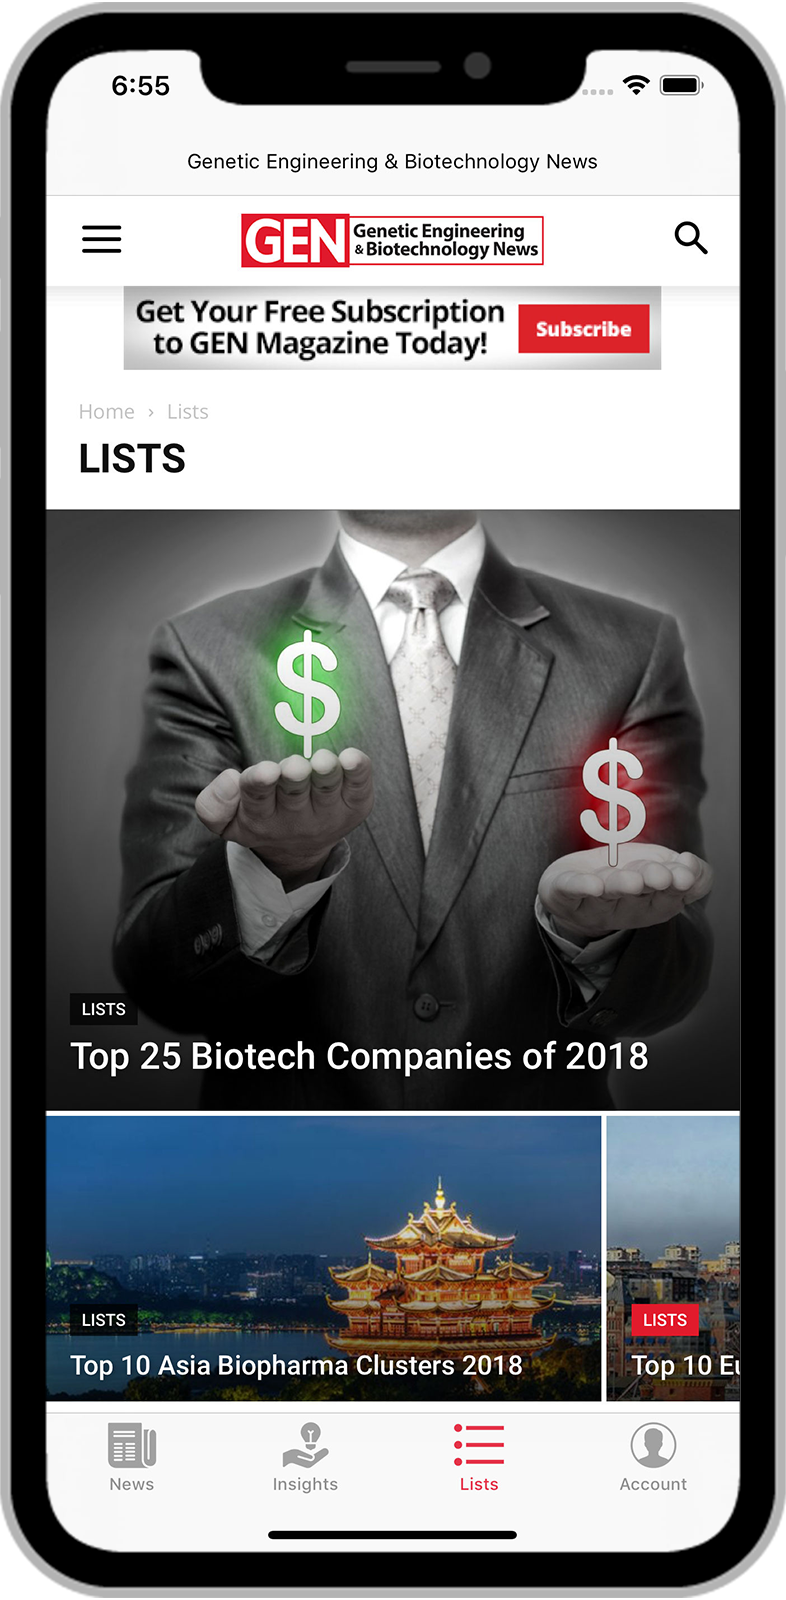 6:55
Genetic Engineering & Biotechnology News
GEN Genetic Engineering
& Biotechnology News
Get Your Free Subscription
to GEN Magazine Today!
Subscribe
Home › Lists
LISTS
$
$
LISTS
Top 25 Biotech Companies of 2018
LISTS
LISTS
Top 10 Asia Biopharma Clusters 2018
Top 10 Eu
News
Insights
Lists
Account